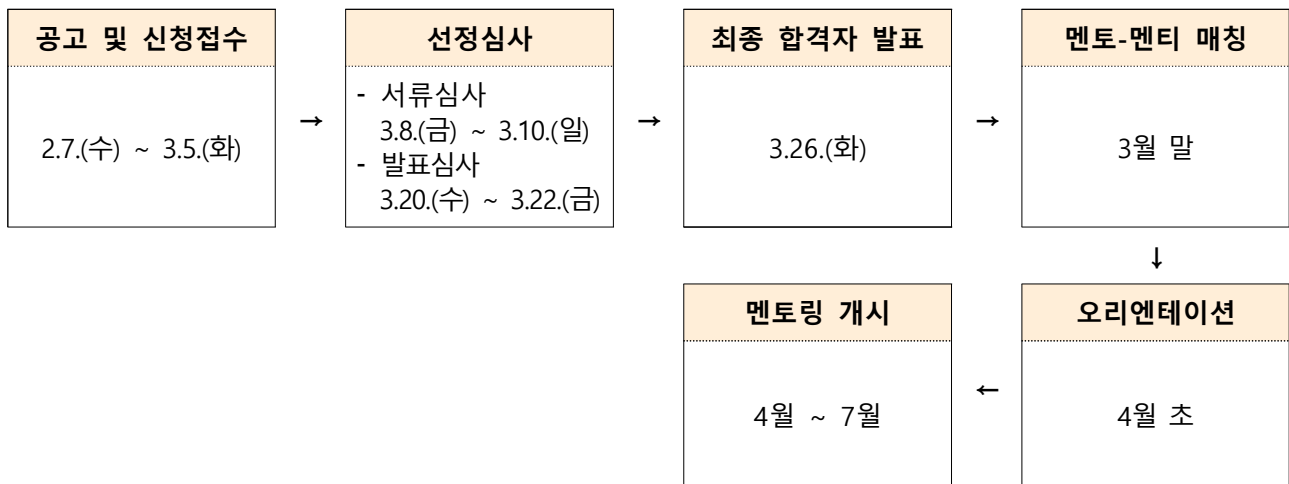 공고 및 신청접수
2.7.(수) ~ 3.5.(화)
→
선정심사
- 서류심사
3.8.(금) ~ 3.10.(일)
- 발표심사
3.20.(수) ~ 3.22.(금)
→
최종 합격자 발표
3.26.(화)
→
멘토-멘티 매칭
3월 말
↓
오리엔테이션
4월 초
←
멘토링 개시
4월 ~ 7월